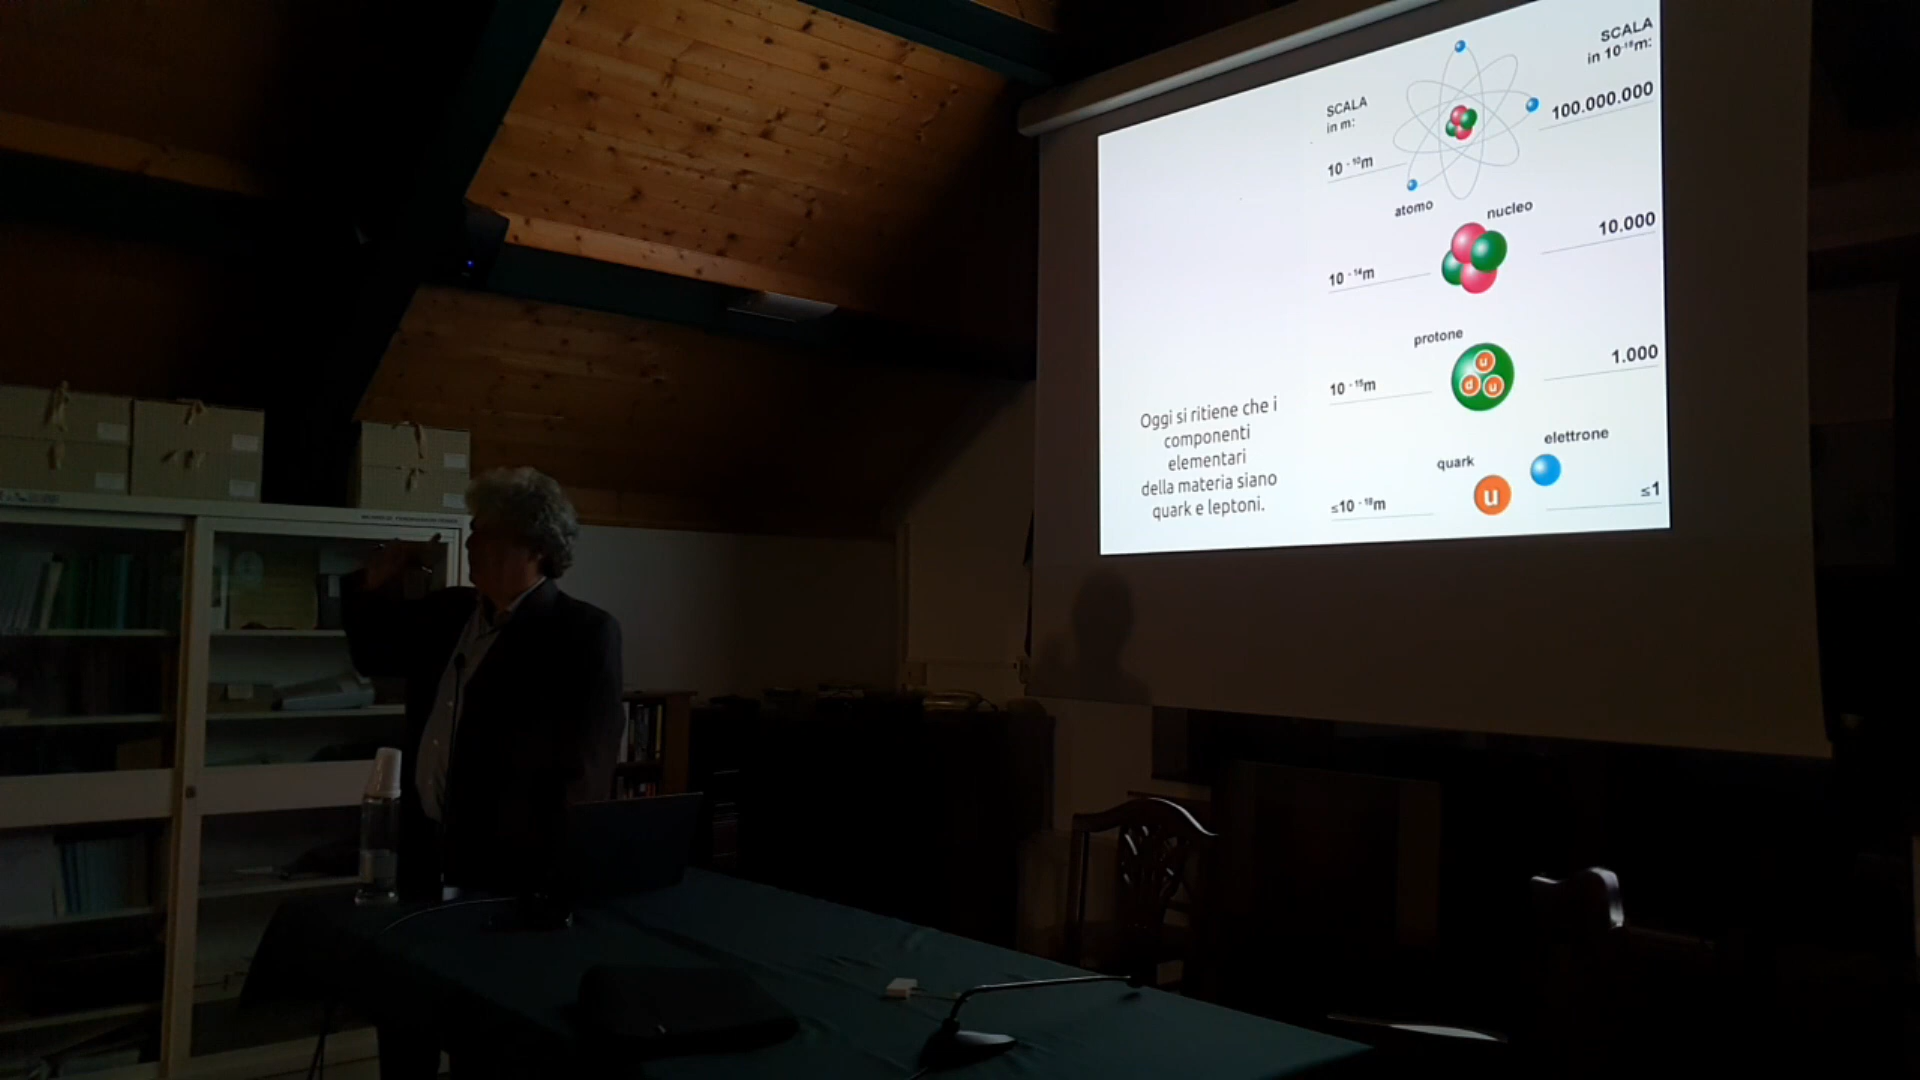 SCALA
in 10⁻¹⁸m:
SCALA
in m:
100.000.000
10 ⁻¹⁰m
atomo
nucleo
10.000
10 ⁻¹⁴m
protone
u
d u
1.000
10 ⁻¹⁵m
Oggi si ritiene che i
componenti
elementari
della materia siano
quark e leptoni.
elettrone
quark
u
≤10 ⁻¹⁸m
≤1